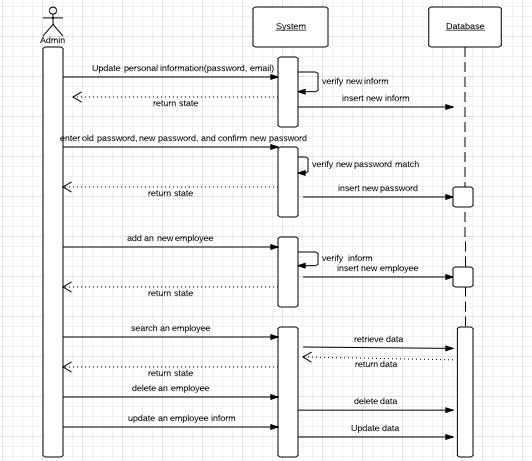 System
Database
Admin
Update personal information(password, email)
verify new inform
return state
insert new inform
enter old password, new password, and confirm new password
verify new password match
return state
insert new password
add an new employee
verify inform
insert new employee
return state
search an employee
retrieve data
return data
return state
delete an employee
delete data
update an employee inform
Update data